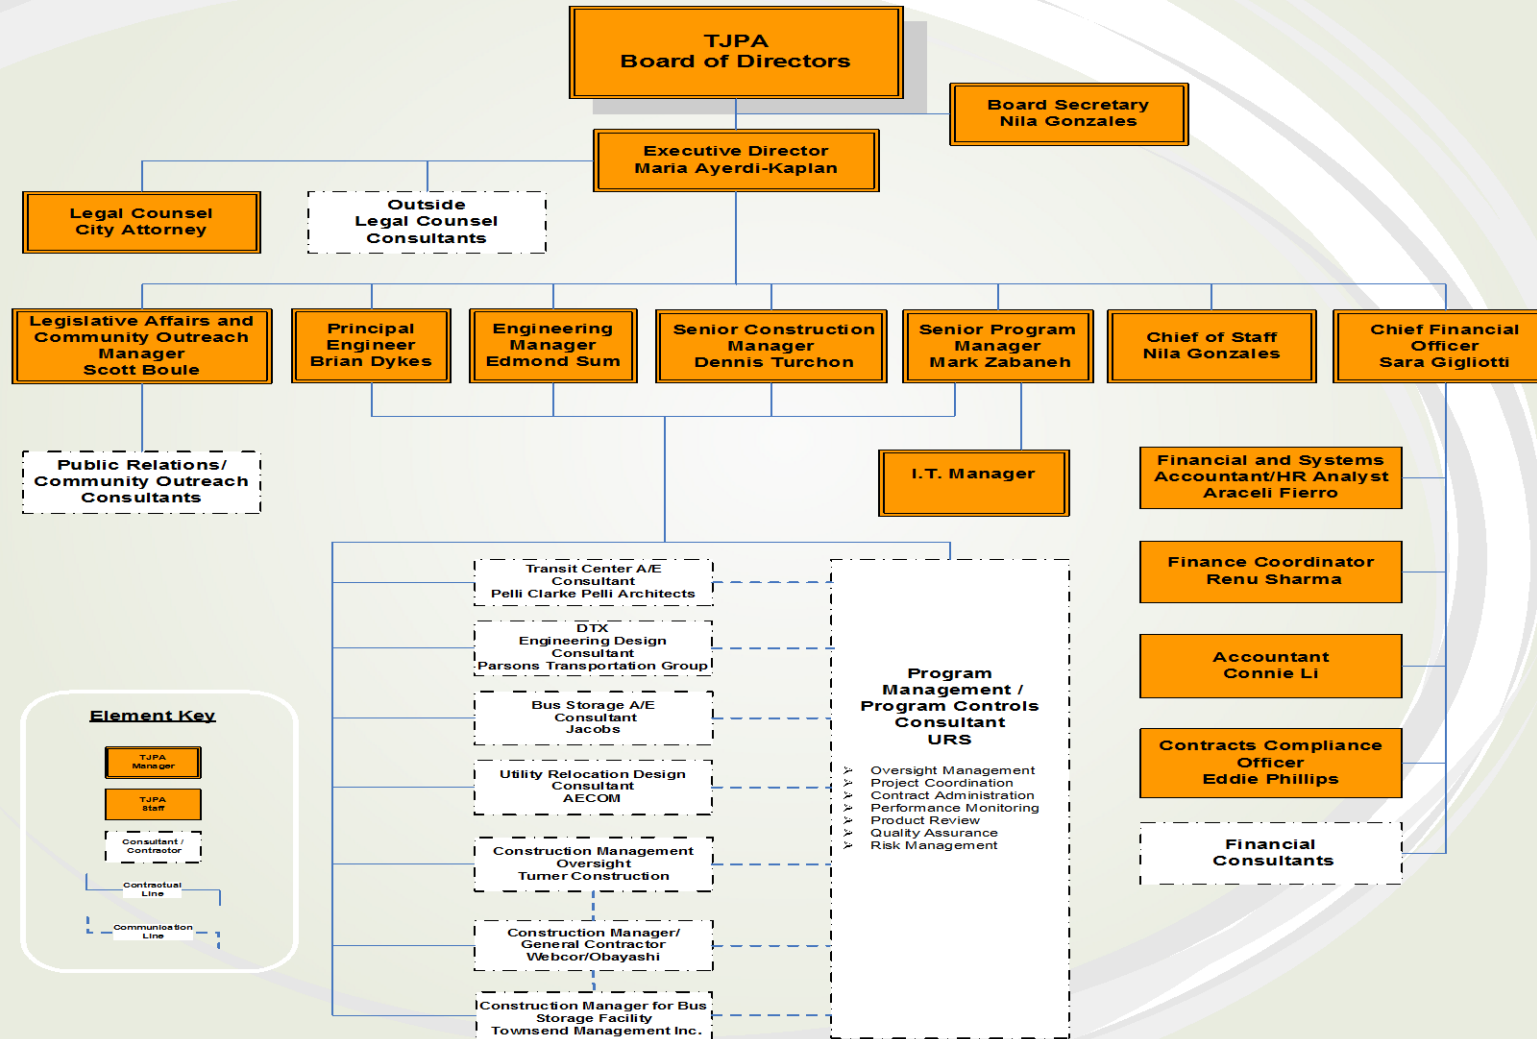 TJPA
Board of Directors
Board Secretary
Nila Gonzales
Executive Director
Maria Ayerdi-Kaplan
Legal Counsel
City Attorney
Outside
Legal Counsel
Consultants
Legislative Affairs and
Community Outreach
Manager
Scott Boule
Principal
Engineer
Brian Dykes
Engineering
Manager
Edmond Sum
Senior Construction
Manager
Dennis Turchon
Senior Program
Manager
Mark Zabaneh
Chief of Staff
Nila Gonzales
Chief Financial
Officer
Sara Gigliotti
Public Relations/
Community Outreach
Consultants
I.T. Manager
Financial and Systems
Accountant/HR Analyst
Araceli Fierro
Finance Coordinator
Renu Sharma
Accountant
Connie Li
Contracts Compliance
Officer
Eddie Phillips
Financial
Consultants
Transit Center A/E
Consultant
Pelli Clarke Pelli Architects
DTX
Engineering Design
Consultant
Parsons Transportation Group
Bus Storage A/E
Consultant
Jacobs
Utility Relocation Design
Consultant
AECOM
Construction Management
Oversight
Turner Construction
Construction Manager/
General Contractor
Webcor/Obayashi
Construction Manager for Bus
Storage Facility
Townsend Management Inc.
Program
Management /
Program Controls
Consultant
URS
Oversight Management
Project Coordination
Contract Administration
Performance Monitoring
Product Review
Quality Assurance
Risk Management
Element Key
TJPA
Manager
TJPA
Staff
Consultant /
Contractor
Contractual
Line
Communication
Line